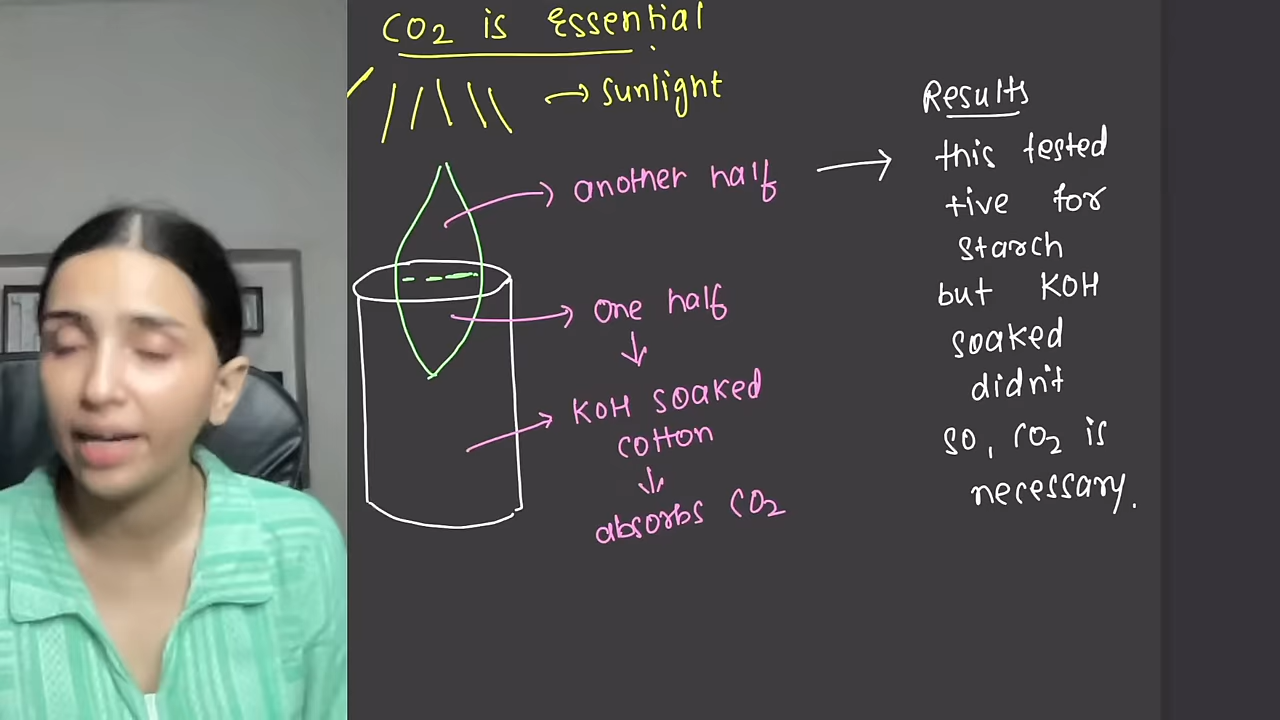 CO2 is Essential
Sunlight
another half
one half
KOH soaked
cotton
absorbs CO2
Results
this tested
+ive for
starch
but KOH
soaked
didn't
so, CO2 is
necessary.